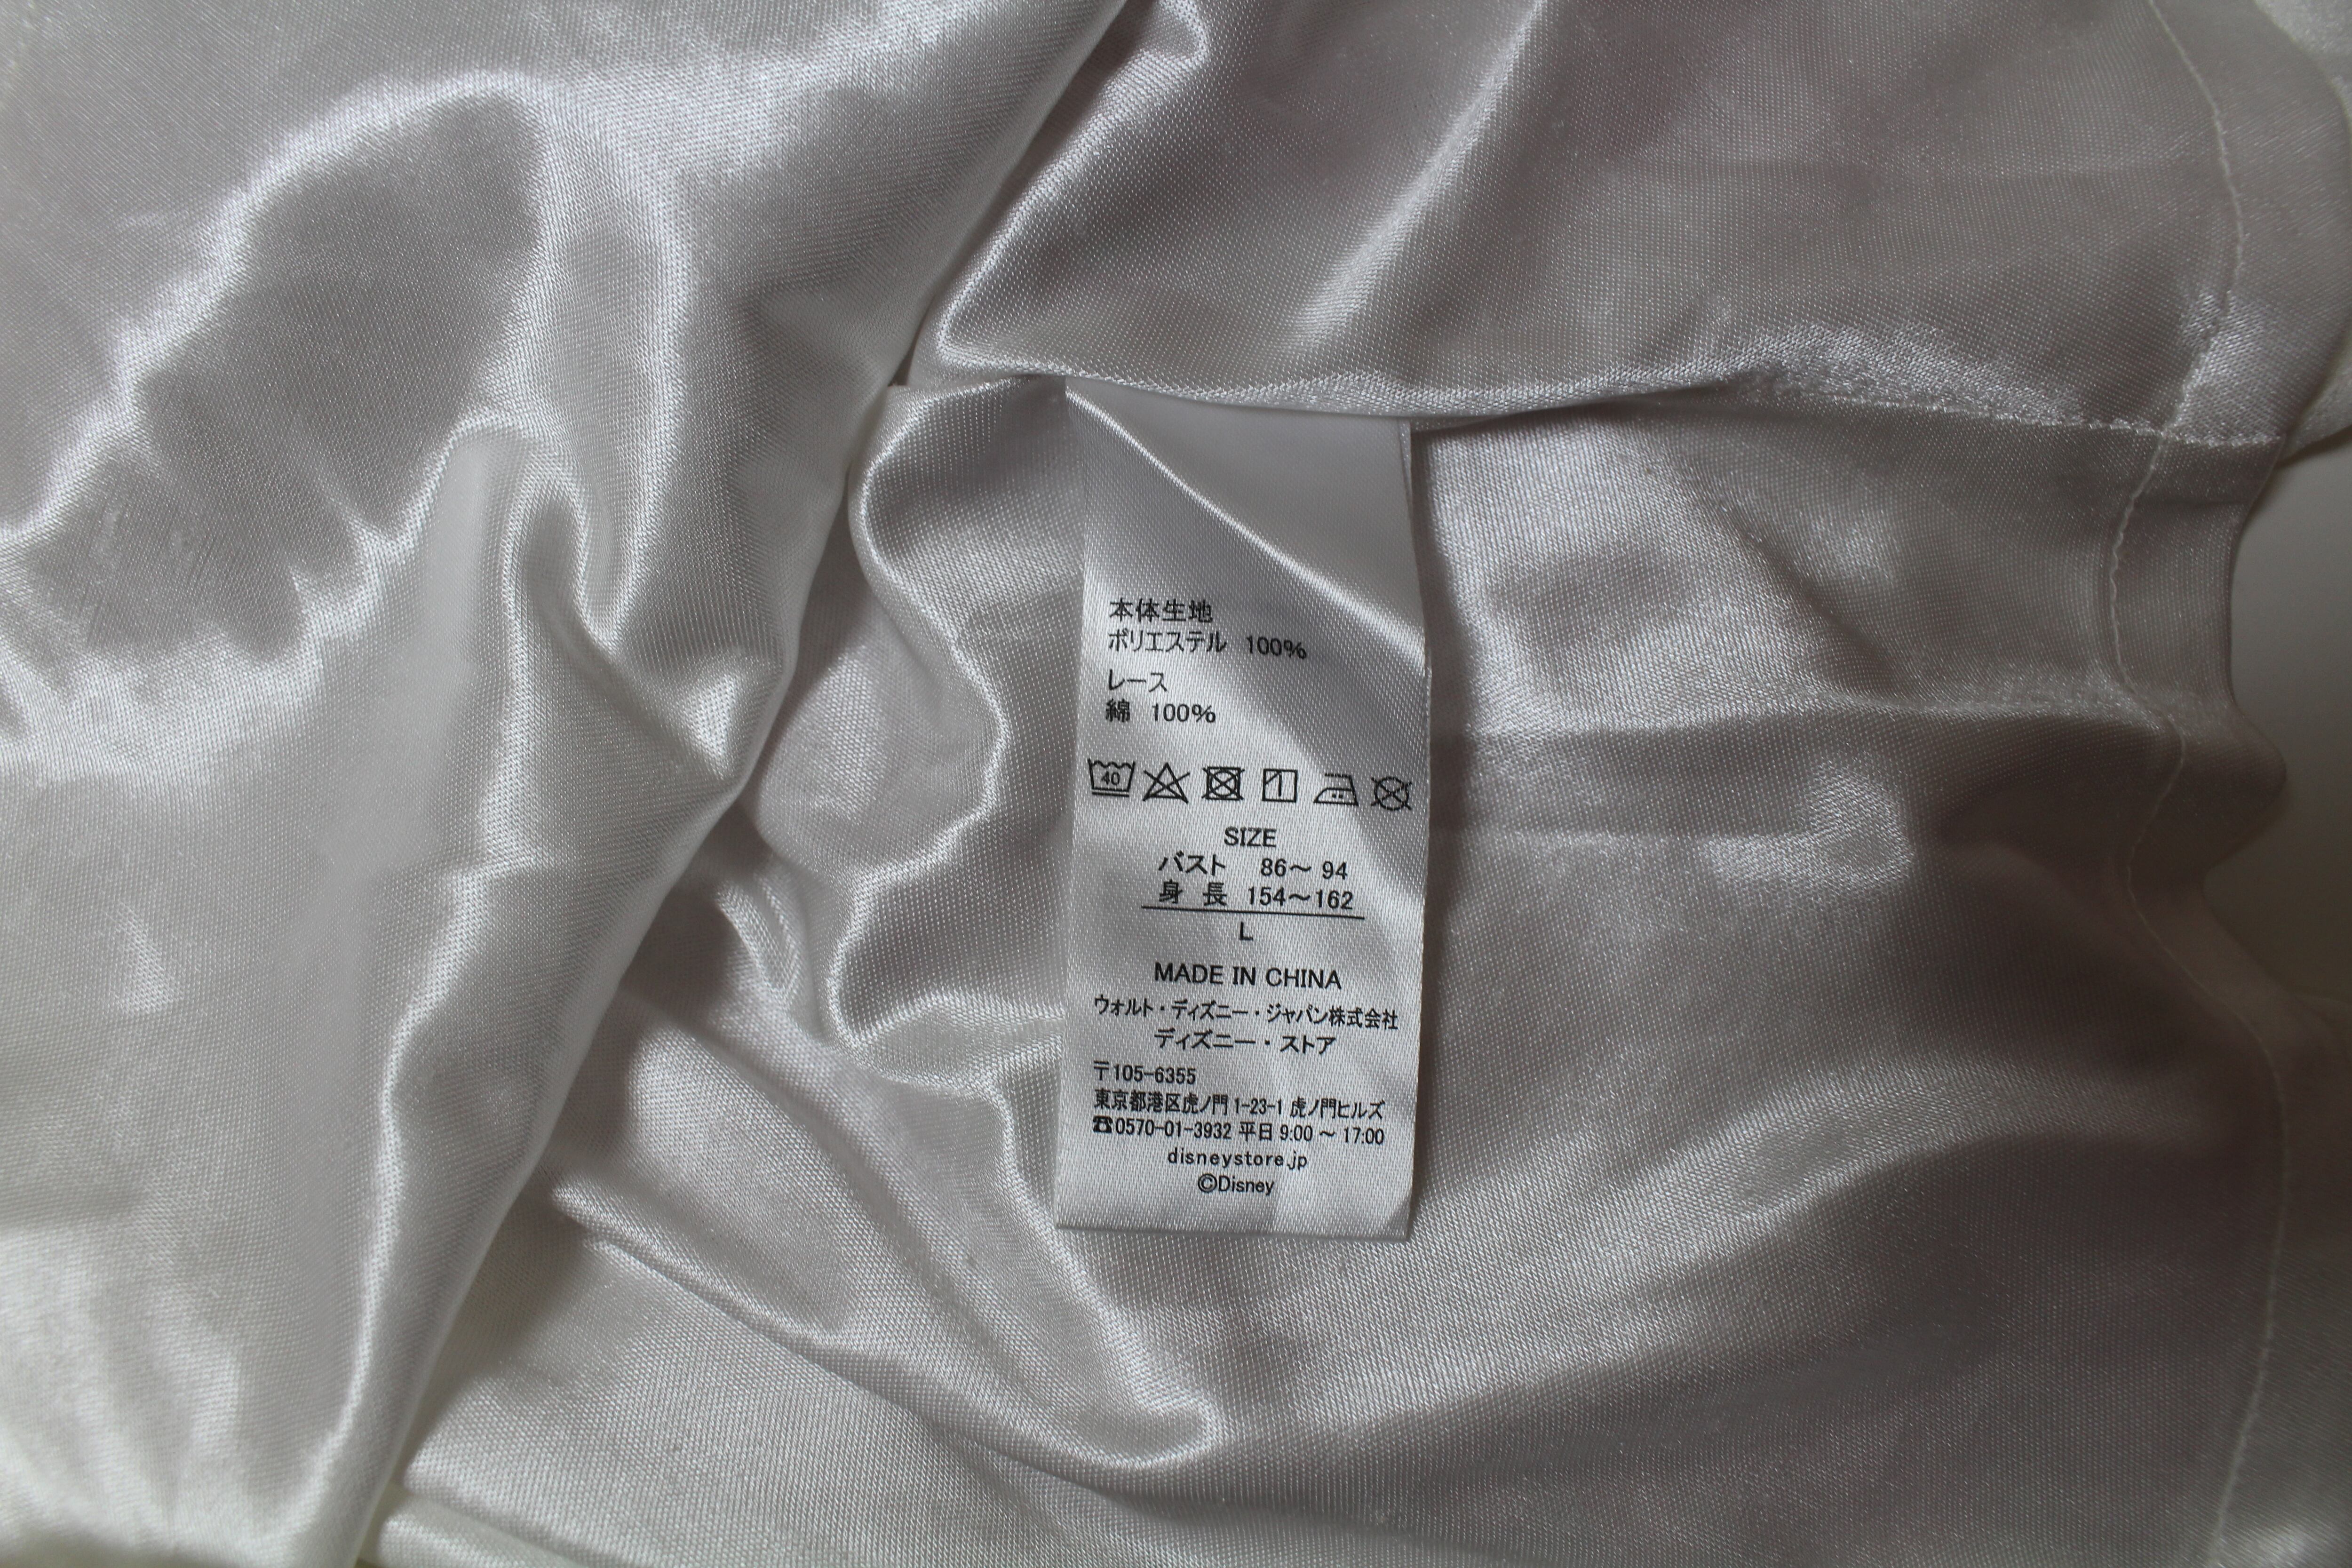 本体生地
ポリエステル 100%
レース
綿 100%
40
SIZE
バスト 86～94
身長 154～162
L
MADE IN CHINA
ウォルト・ディズニー・ジャパン株式会社
ディズニー・ストア
〒105-6355
東京都港区虎ノ門1-23-1 虎ノ門ヒルズ
☎0570-01-3932 平日 9:00 ～ 17:00
disneystore.jp
©Disney